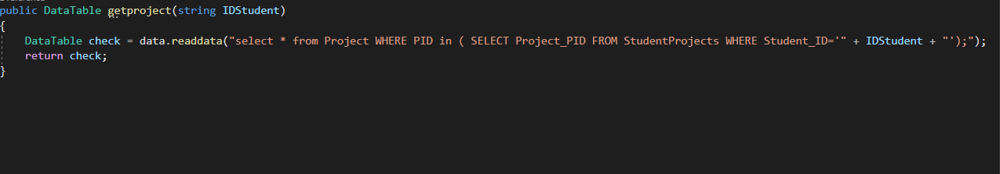 public DataTable getproject(string IDStudent)
{
DataTable check = data.readdata("select * from Project WHERE PID in ( SELECT Project_PID FROM StudentProjects WHERE Student_ID='" + IDStudent + "');");
return check;
}